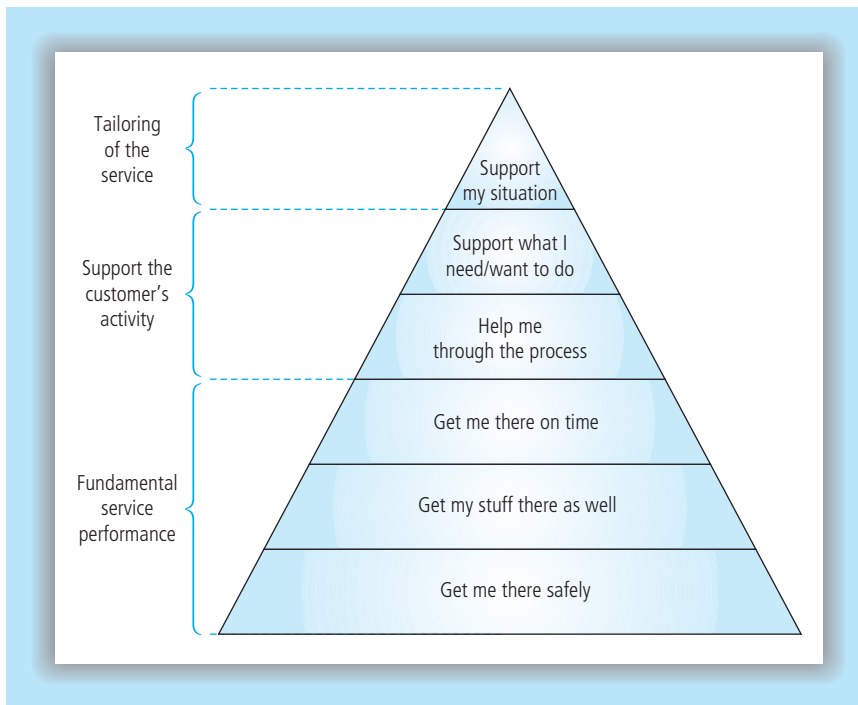 Tailoring
of the
service
Support
my situation
Support the
customer's
activity
Support what I
need/want to do
Help me
through the process
Fundamental
service
performance
Get me there on time
Get my stuff there as well
Get me there safely